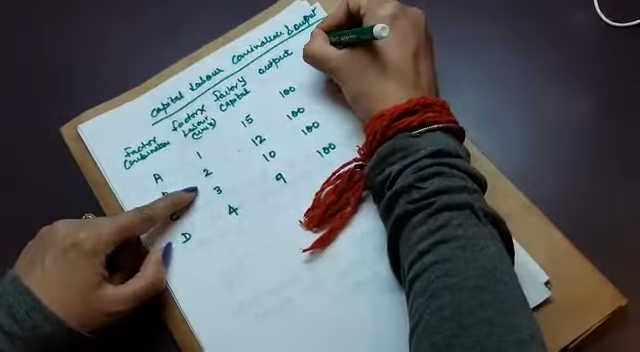 Capital Labour Combination & output
Factor Combination Factor X Labour (units) Factor Y Capital output
A 1 15 100
2 12 100
C 3 10 100
D 4 9 100